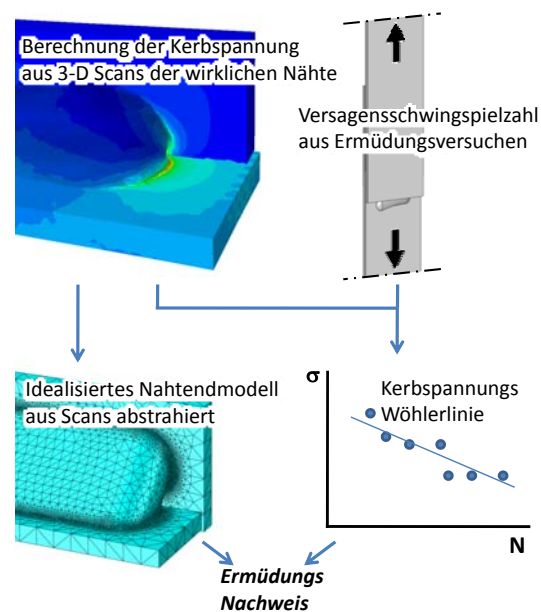 Berechnung der Kerbspannung
aus 3-D Scans der wirklichen Nähte
Versagensschwingspielzahl
aus Ermüdungsversuchen
Idealisiertes Nahtendmodell
aus Scans abstrahiert
σ
Kerbspannungs
Wöhlerlinie
N
Ermüdungs
Nachweis